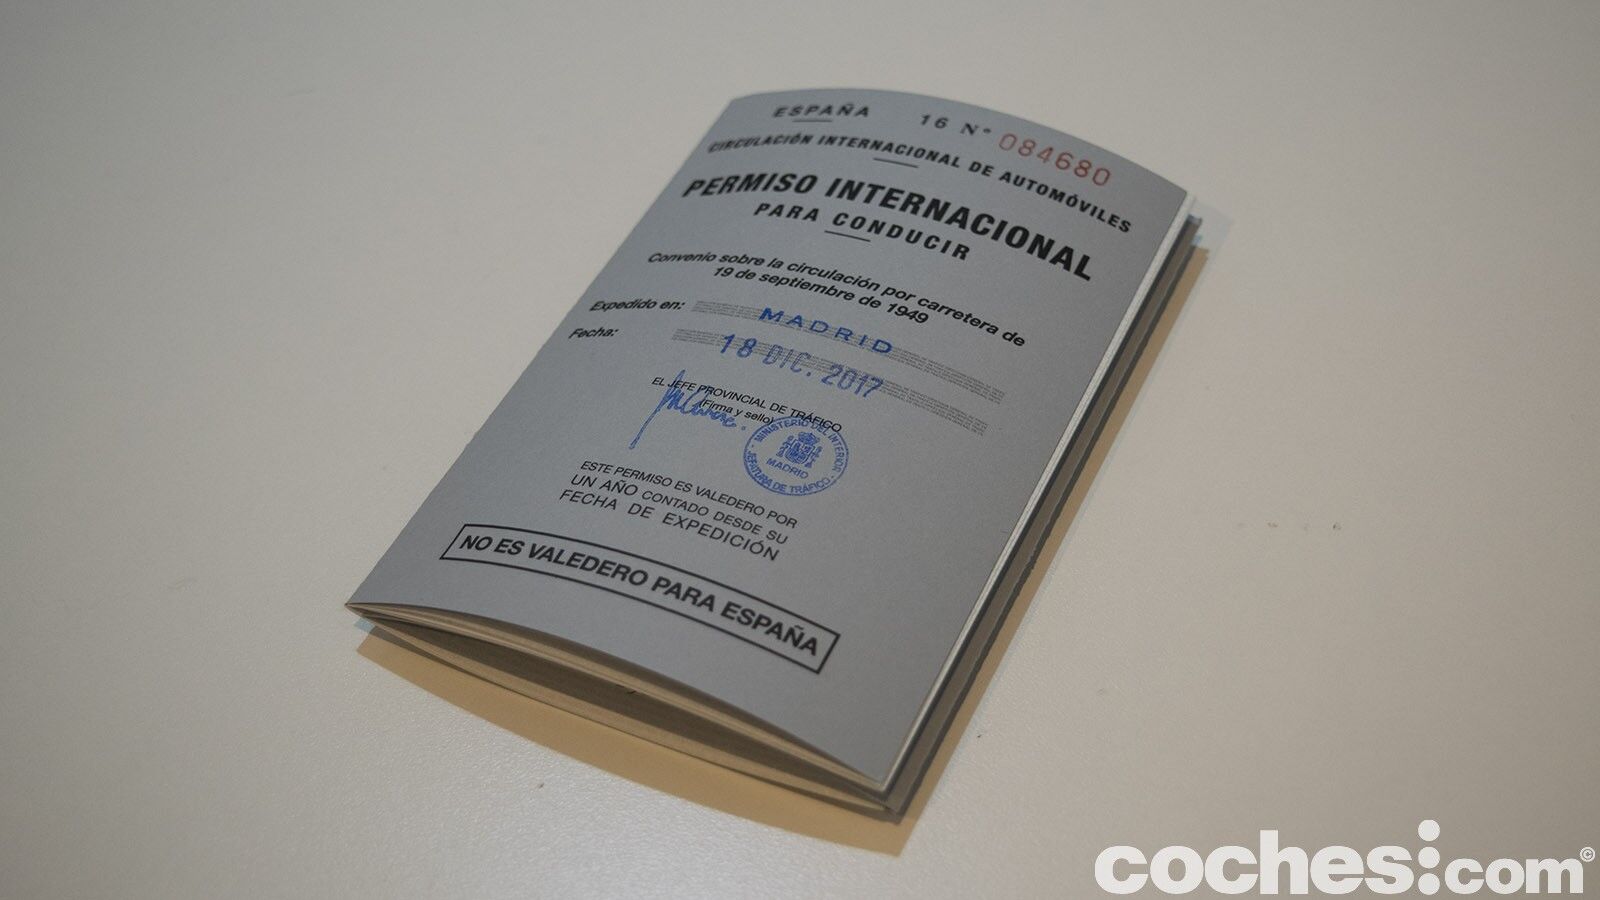 ESPAÑA 16 Nº 084680
CIRCULACIÓN INTERNACIONAL DE AUTOMÓVILES
PERMISO INTERNACIONAL
PARA CONDUCIR
Convenio sobre la circulación por carretera de
19 de septiembre de 1949
Expedido en: MADRID
Fecha: 18 DIC. 2017
EL JEFE PROVINCIAL DE TRÁFICO
(Firma y sello)
MINISTERIO DEL INTERIOR
MADRID
JEFATURA DE TRÁFICO
ESTE PERMISO ES VALEDERO POR
UN AÑO CONTADO DESDE SU
FECHA DE EXPEDICIÓN
NO ES VALEDERO PARA ESPAÑA
coches.com©